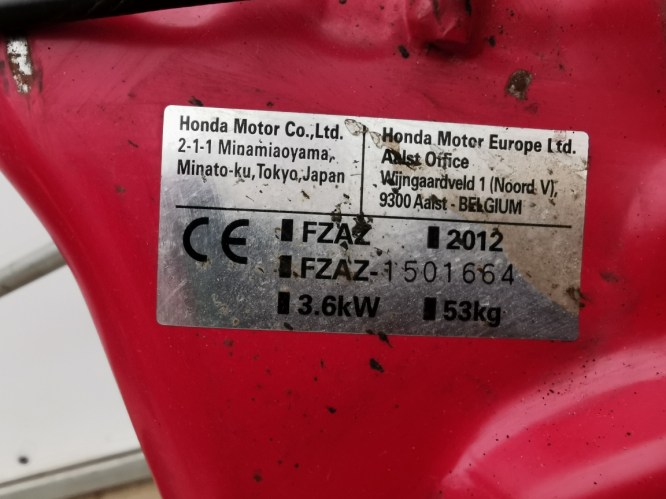 Honda Motor Co.,Ltd.
2-1-1 Minamiaoyama,
Minato-ku,Tokyo,Japan
Honda Motor Europe Ltd.
Aalst Office
Wijngaardveld 1 (Noord V),
9300 Aalst - BELGIUM
CE
FZAZ 2012
FZAZ-1501664
3.6kW 53kg